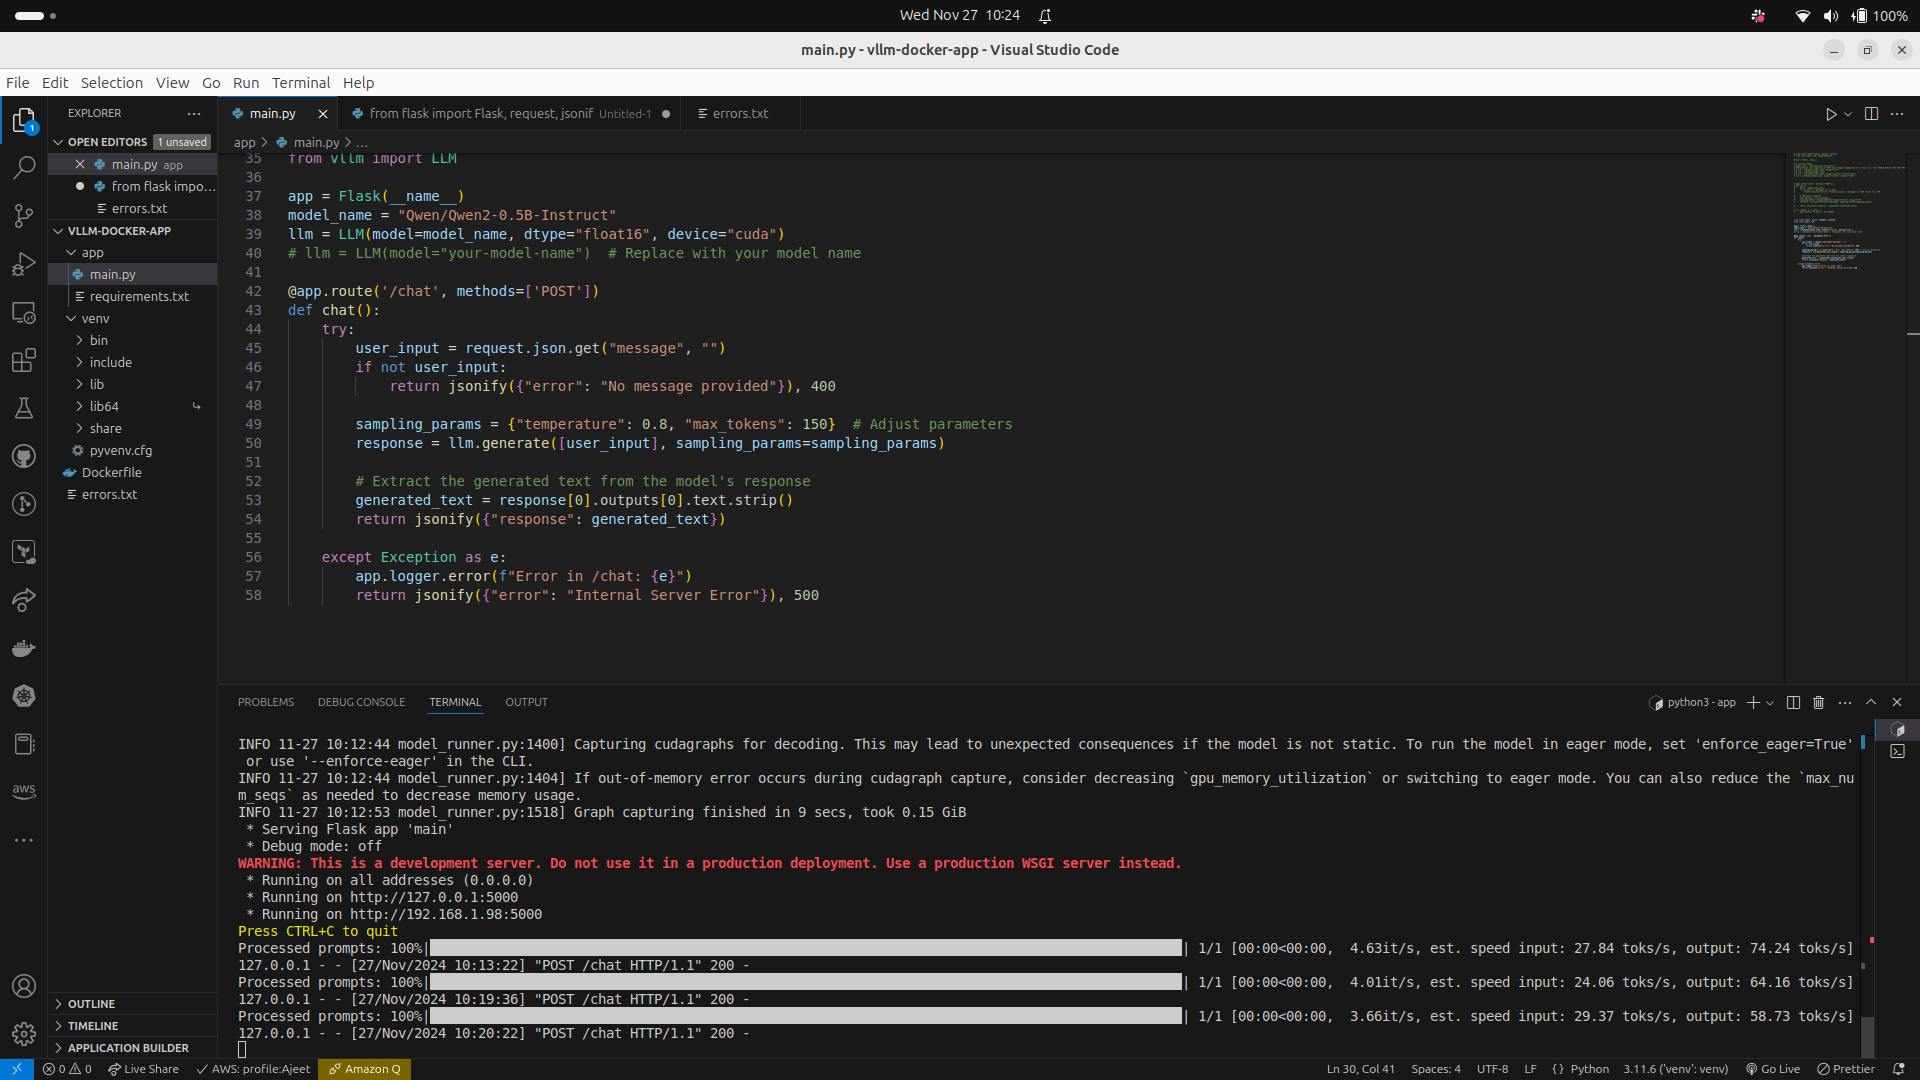 Wed Nov 27 10:24
100%
main.py - vllm-docker-app - Visual Studio Code
File Edit Selection View Go Run Terminal Help
EXPLORER
main.py
from flask import Flask, request, jsonif Untitled-1
errors.txt
OPEN EDITORS 1 unsaved
main.py app
from flask impo...
errors.txt
VLLM-DOCKER-APP
app
main.py
requirements.txt
venv
bin
include
lib
lib64
share
pyvenv.cfg
Dockerfile
errors.txt
OUTLINE
TIMELINE
APPLICATION BUILDER
1
aws
app > main.py > ...
35 from vllm import LLM
36
37 app = Flask(__name__)
38 model_name = "Qwen/Qwen2-0.5B-Instruct"
39 llm = LLM(model=model_name, dtype="float16", device="cuda")
40 # llm = LLM(model="your-model-name")  # Replace with your model name
41
42 @app.route('/chat', methods=['POST'])
43 def chat():
44     try:
45         user_input = request.json.get("message", "")
46         if not user_input:
47             return jsonify({"error": "No message provided"}), 400
48
49         sampling_params = {"temperature": 0.8, "max_tokens": 150}  # Adjust parameters
50         response = llm.generate([user_input], sampling_params=sampling_params)
51
52         # Extract the generated text from the model's response
53         generated_text = response[0].outputs[0].text.strip()
54         return jsonify({"response": generated_text})
55
56     except Exception as e:
57         app.logger.error(f"Error in /chat: {e}")
58         return jsonify({"error": "Internal Server Error"}), 500
PROBLEMS DEBUG CONSOLE TERMINAL OUTPUT
python3 - app
INFO 11-27 10:12:44 model_runner.py:1400] Capturing cudagraphs for decoding. This may lead to unexpected consequences if the model is not static. To run the model in eager mode, set 'enforce_eager=True'
or use '--enforce-eager' in the CLI.
INFO 11-27 10:12:44 model_runner.py:1404] If out-of-memory error occurs during cudagraph capture, consider decreasing `gpu_memory_utilization` or switching to eager mode. You can also reduce the `max_nu
m_seqs` as needed to decrease memory usage.
INFO 11-27 10:12:53 model_runner.py:1518] Graph capturing finished in 9 secs, took 0.15 GiB
* Serving Flask app 'main'
* Debug mode: off
WARNING: This is a development server. Do not use it in a production deployment. Use a production WSGI server instead.
* Running on all addresses (0.0.0.0)
* Running on http://127.0.0.1:5000
* Running on http://192.168.1.98:5000
Press CTRL+C to quit
Processed prompts: 100%| | 1/1 [00:00<00:00,  4.63it/s, est. speed input: 27.84 toks/s, output: 74.24 toks/s]
127.0.0.1 - - [27/Nov/2024 10:13:22] "POST /chat HTTP/1.1" 200 -
Processed prompts: 100%| | 1/1 [00:00<00:00,  4.01it/s, est. speed input: 24.06 toks/s, output: 64.16 toks/s]
127.0.0.1 - - [27/Nov/2024 10:19:36] "POST /chat HTTP/1.1" 200 -
Processed prompts: 100%| | 1/1 [00:00<00:00,  3.66it/s, est. speed input: 29.37 toks/s, output: 58.73 toks/s]
127.0.0.1 - - [27/Nov/2024 10:20:22] "POST /chat HTTP/1.1" 200 -
0 0 Live Share AWS: profile:Ajeet Amazon Q Ln 30, Col 41 Spaces: 4 UTF-8 LF {} Python 3.11.6 ('venv': venv) Go Live Prettier